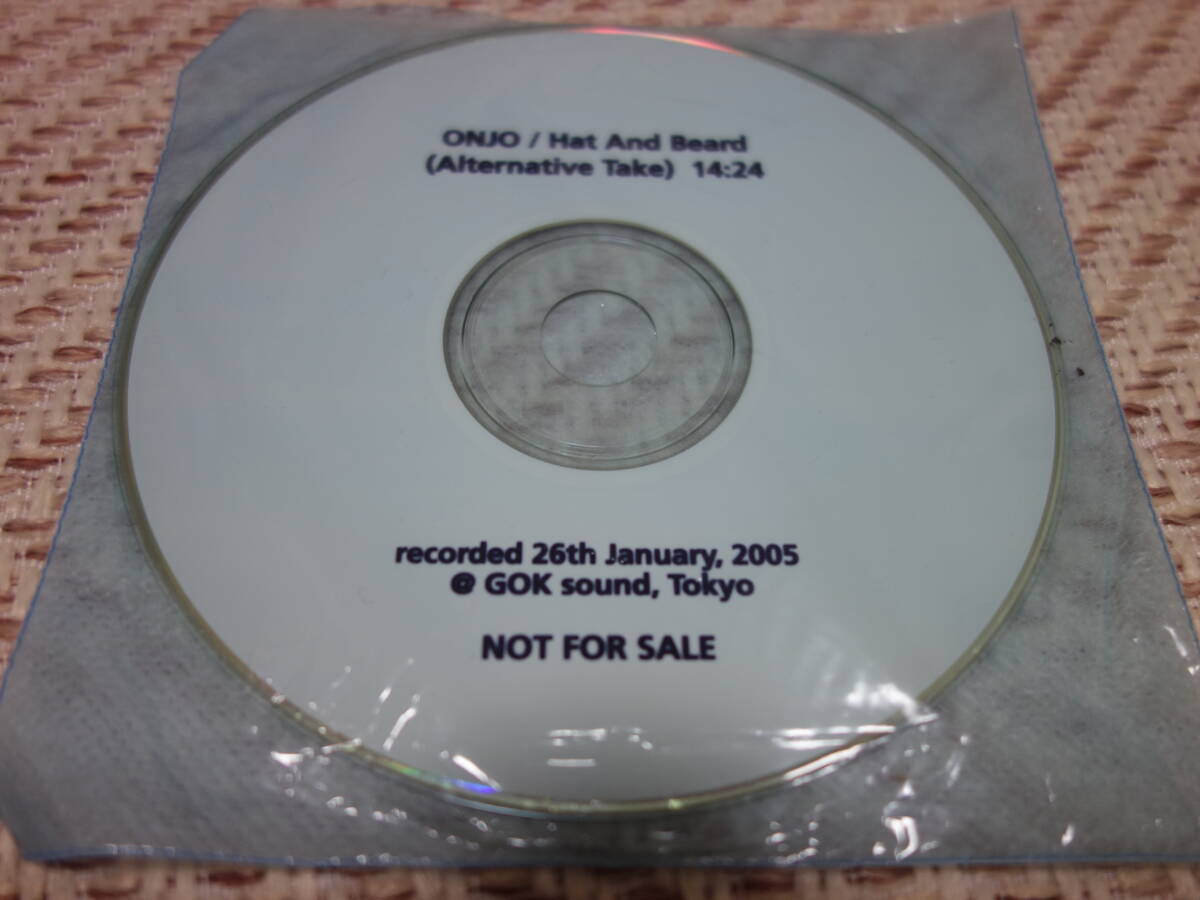 ONJO / Hat And Beard
(Alternative Take) 14:24
recorded 26th January, 2005
@ GOK sound, Tokyo
NOT FOR SALE